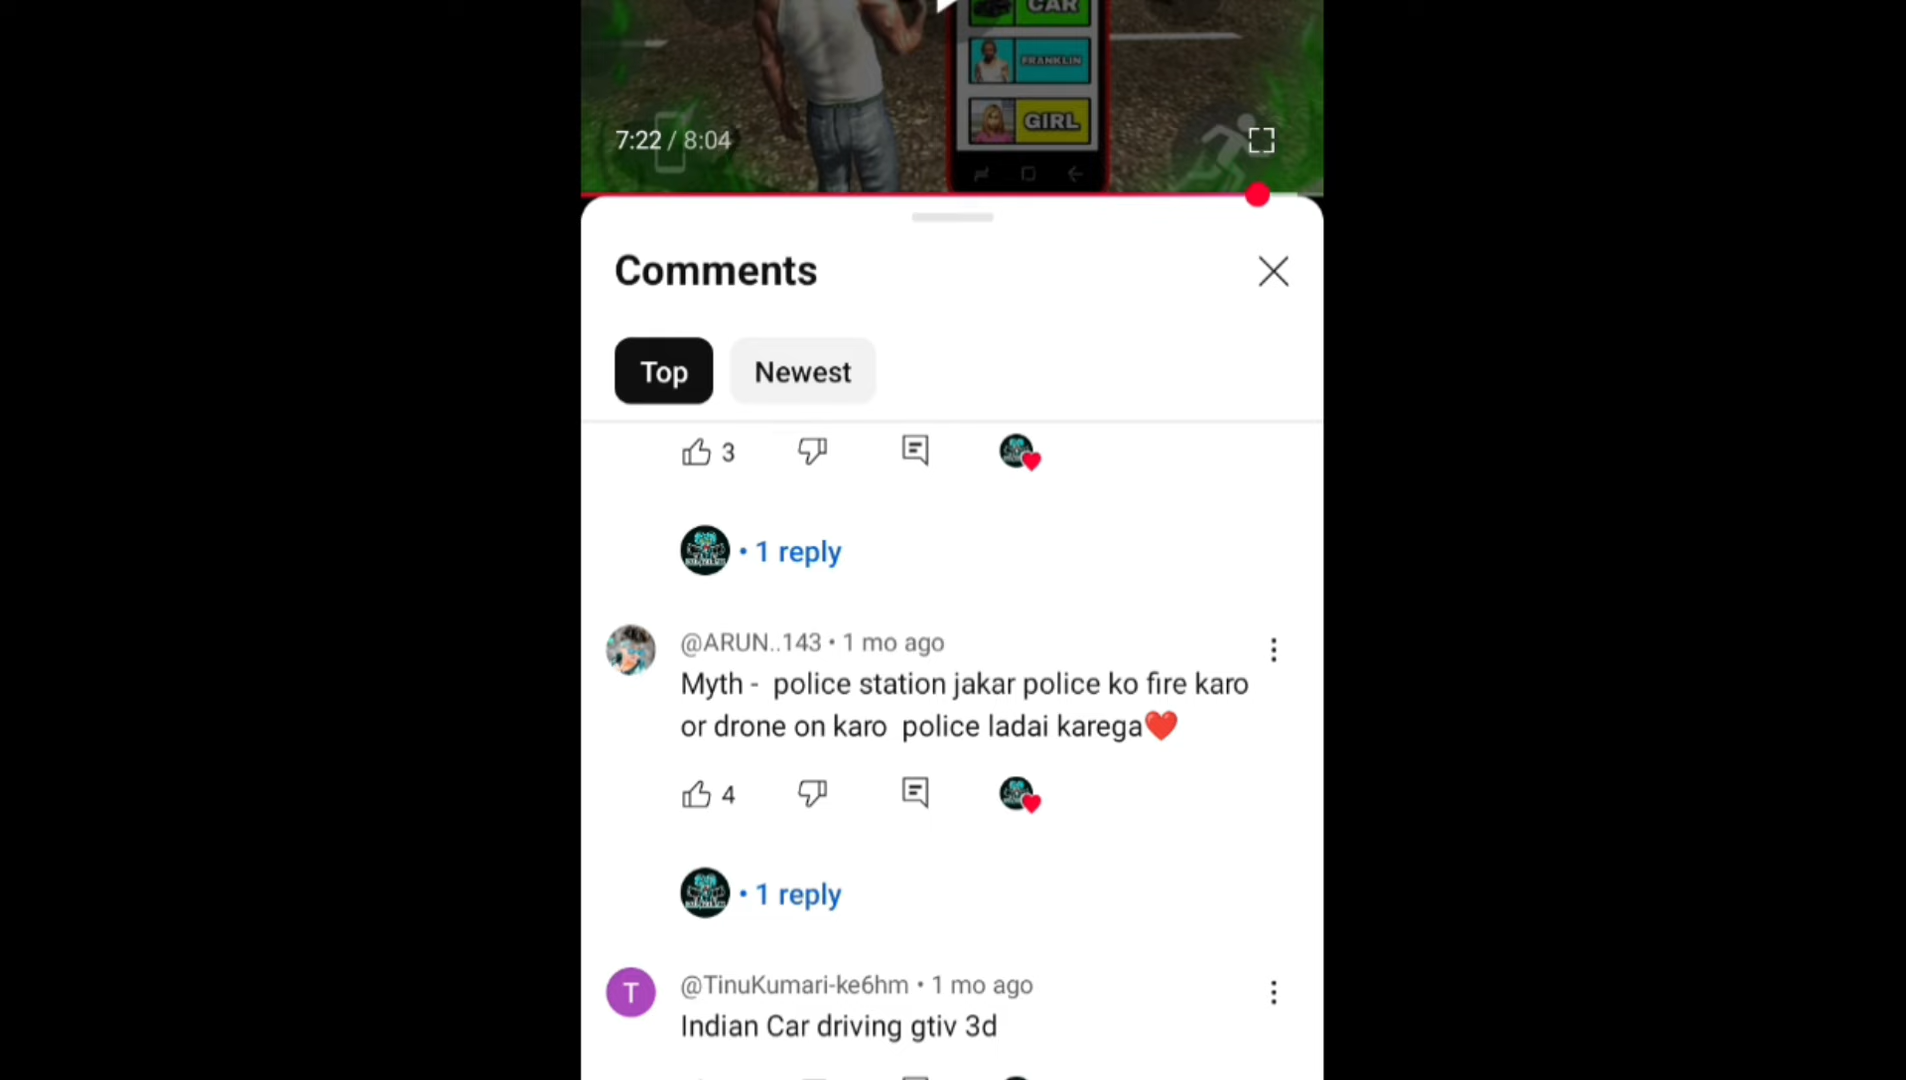 CAR
FRANKLIN
GIRL
7:22 / 8:04
Comments
Top
Newest
3
• 1 reply
@ARUN..143 • 1 mo ago
Myth - police station jakar police ko fire karo
or drone on karo police ladai karega❤️
4
• 1 reply
T
@TinuKumari-ke6hm • 1 mo ago
Indian Car driving gtiv 3d